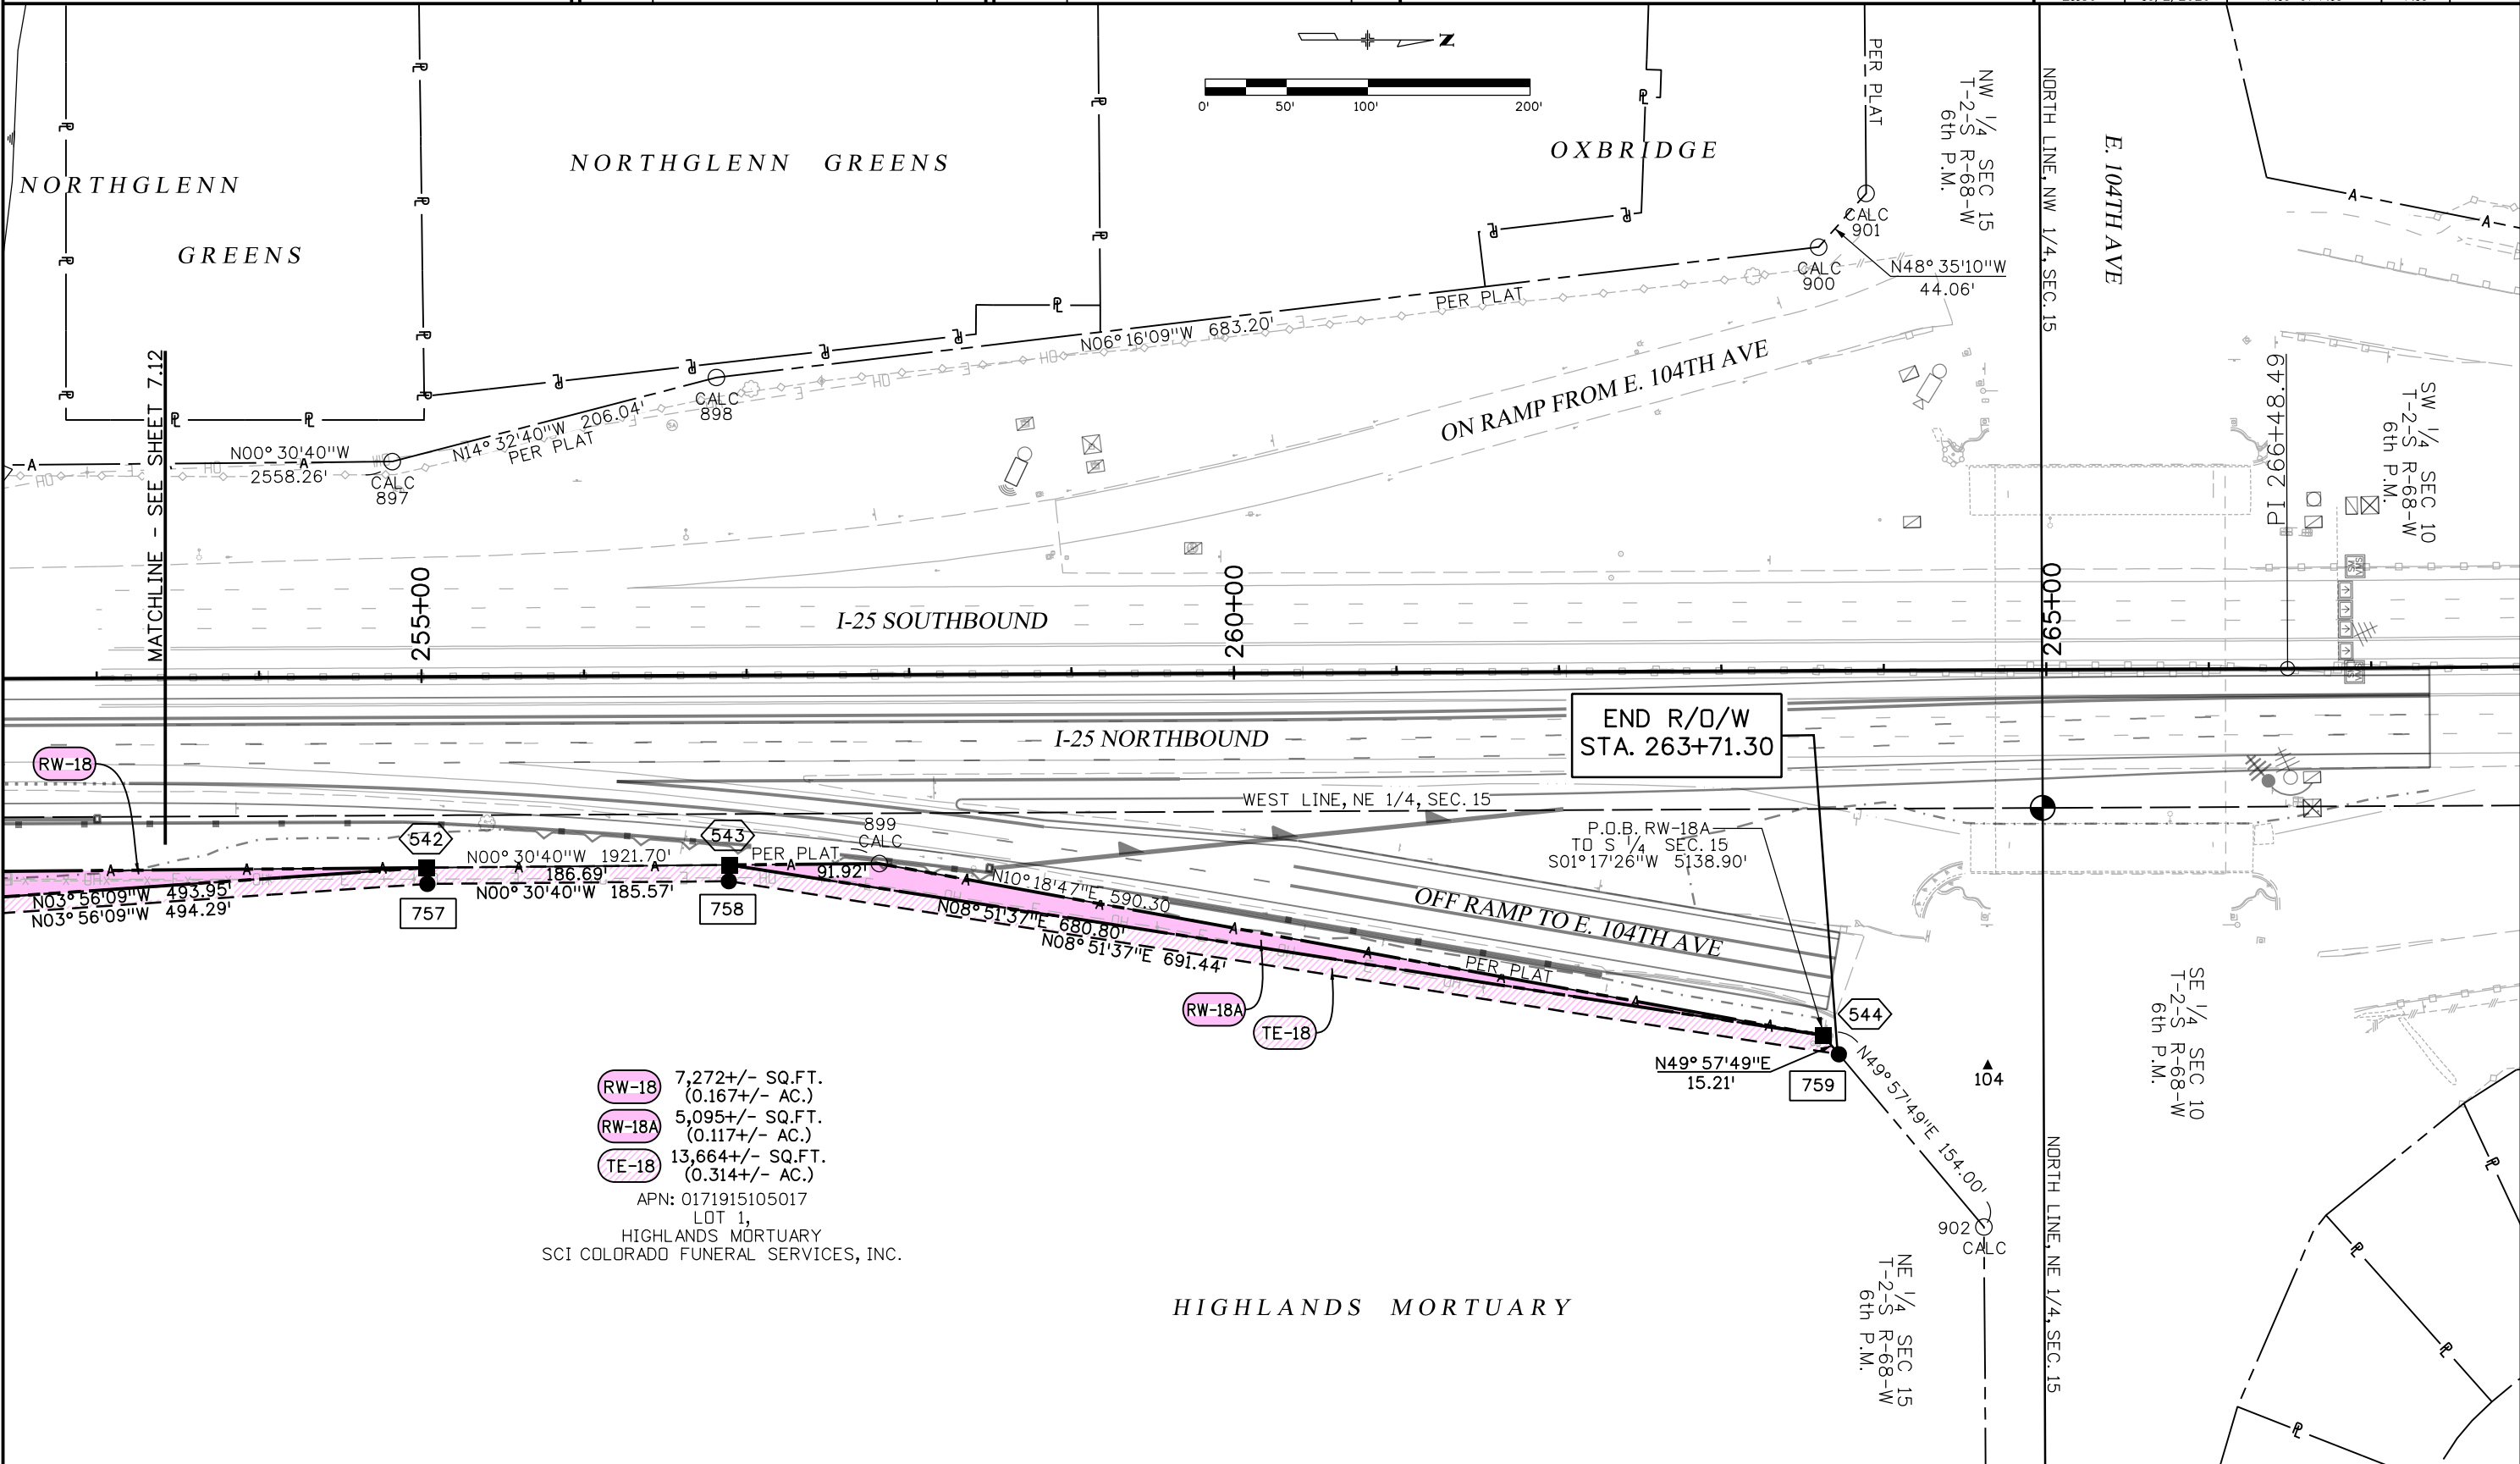 N
0' 50' 100' 200'
PER PLAT
NW 1/4 SEC 15
T-2-S R-68-W
6th P.M.
NORTH LINE, NW 1/4, SEC. 15
E. 104TH AVE
NORTHGLENN
GREENS
NORTHGLENN GREENS
OXBRIDGE
CALC
901
CALC
900
N48°35'10"W
44.06'
PER PLAT
N06°16'09"W 683.20'
CALC
898
N14°32'40"W 206.04'
PER PLAT
N00°30'40"W
2558.26'
CALC
897
MATCHLINE - SEE SHEET 7.12
ON RAMP FROM E. 104TH AVE
PI 266+48.49
SW 1/4 SEC 10
T-2-S R-68-W
6th P.M.
255+00
260+00
265+00
I-25 SOUTHBOUND
I-25 NORTHBOUND
END R/O/W
STA. 263+71.30
RW-18
WEST LINE, NE 1/4, SEC. 15
542
543
899
CALC
P.O.B. RW-18A
TO S 1/4 SEC. 15
S01°17'26"W 5138.90'
N00°30'40"W 1921.70'
186.69'
N00°30'40"W 185.57'
PER PLAT
91.92'
N03°56'09"W 493.95'
N03°56'09"W 494.29'
757
758
N10°18'47"E 590.30
N08°51'37"E 680.80'
N08°51'37"E 691.44'
OFF RAMP TO E. 104TH AVE
PER PLAT
RW-18A
TE-18
544
N49°57'49"E
15.21'
759
N49°57'49"E 154.00'
104
902
CALC
SE 1/4 SEC 10
T-2-S R-68-W
6th P.M.
NORTH LINE, NE 1/4, SEC. 15
NE 1/4 SEC 15
T-2-S R-68-W
6th P.M.
RW-18 7,272+/- SQ.FT.
(0.167+/- AC.)
RW-18A 5,095+/- SQ.FT.
(0.117+/- AC.)
TE-18 13,664+/- SQ.FT.
(0.314+/- AC.)
APN: 0171915105017
LOT 1,
HIGHLANDS MORTUARY
SCI COLORADO FUNERAL SERVICES, INC.
HIGHLANDS MORTUARY